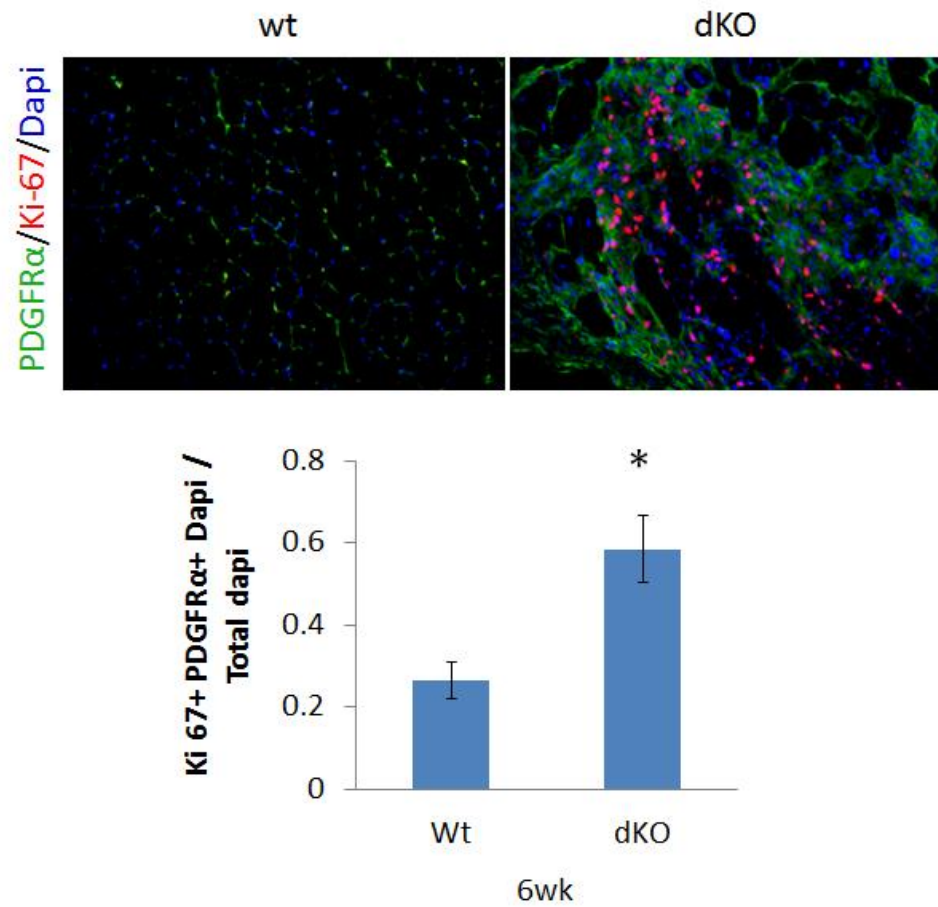 wt
dKO
PDGFRα/Ki-67/Dapi
Ki 67+ PDGFRα+ Dapi /
Total dapi
0.8
0.6
0.4
0.2
0
*
Wt
dKO
6wk